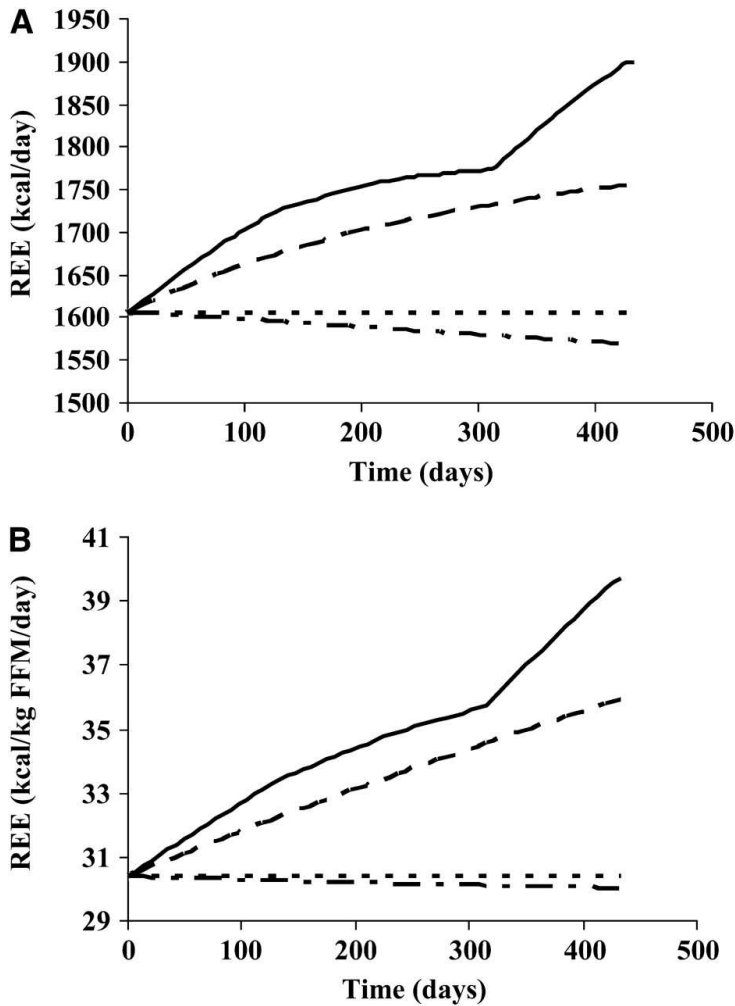 A
REE (kcal/day)
1950
1900
1850
1800
1750
1700
1650
1600
1550
1500
0 100 200 300 400 500
Time (days)
B
REE (kcal/kg FFM/day)
41
39
37
35
33
31
29
0 100 200 300 400 500
Time (days)